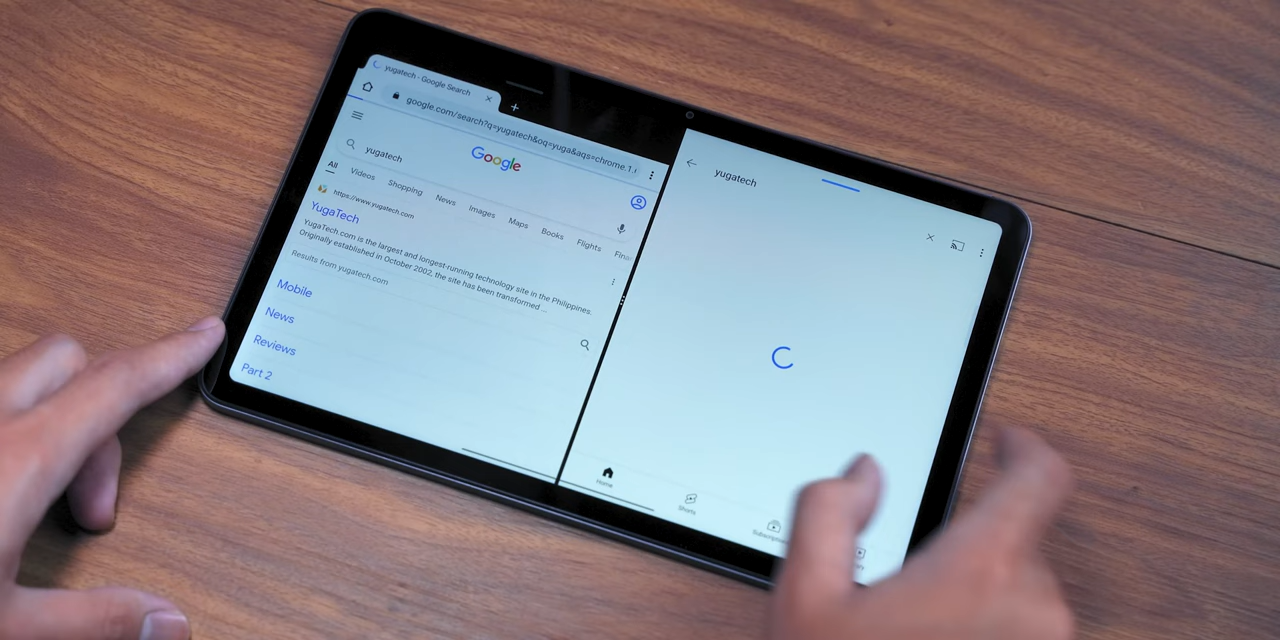 yugatech - Google Search
google.com/search?q=yugatech&oq=yuga&aqs=chrome.1.
Google
yugatech
All Videos Shopping News Images Maps Books Flights
https://www.yugatech.com
YugaTech
YugaTech.com is the largest and longest-running technology site in the Philippines.
Originally established in October 2002, the site has been transformed ...
Results from yugatech.com
Mobile
News
Reviews
Part 2
yugatech
Home
Shorts